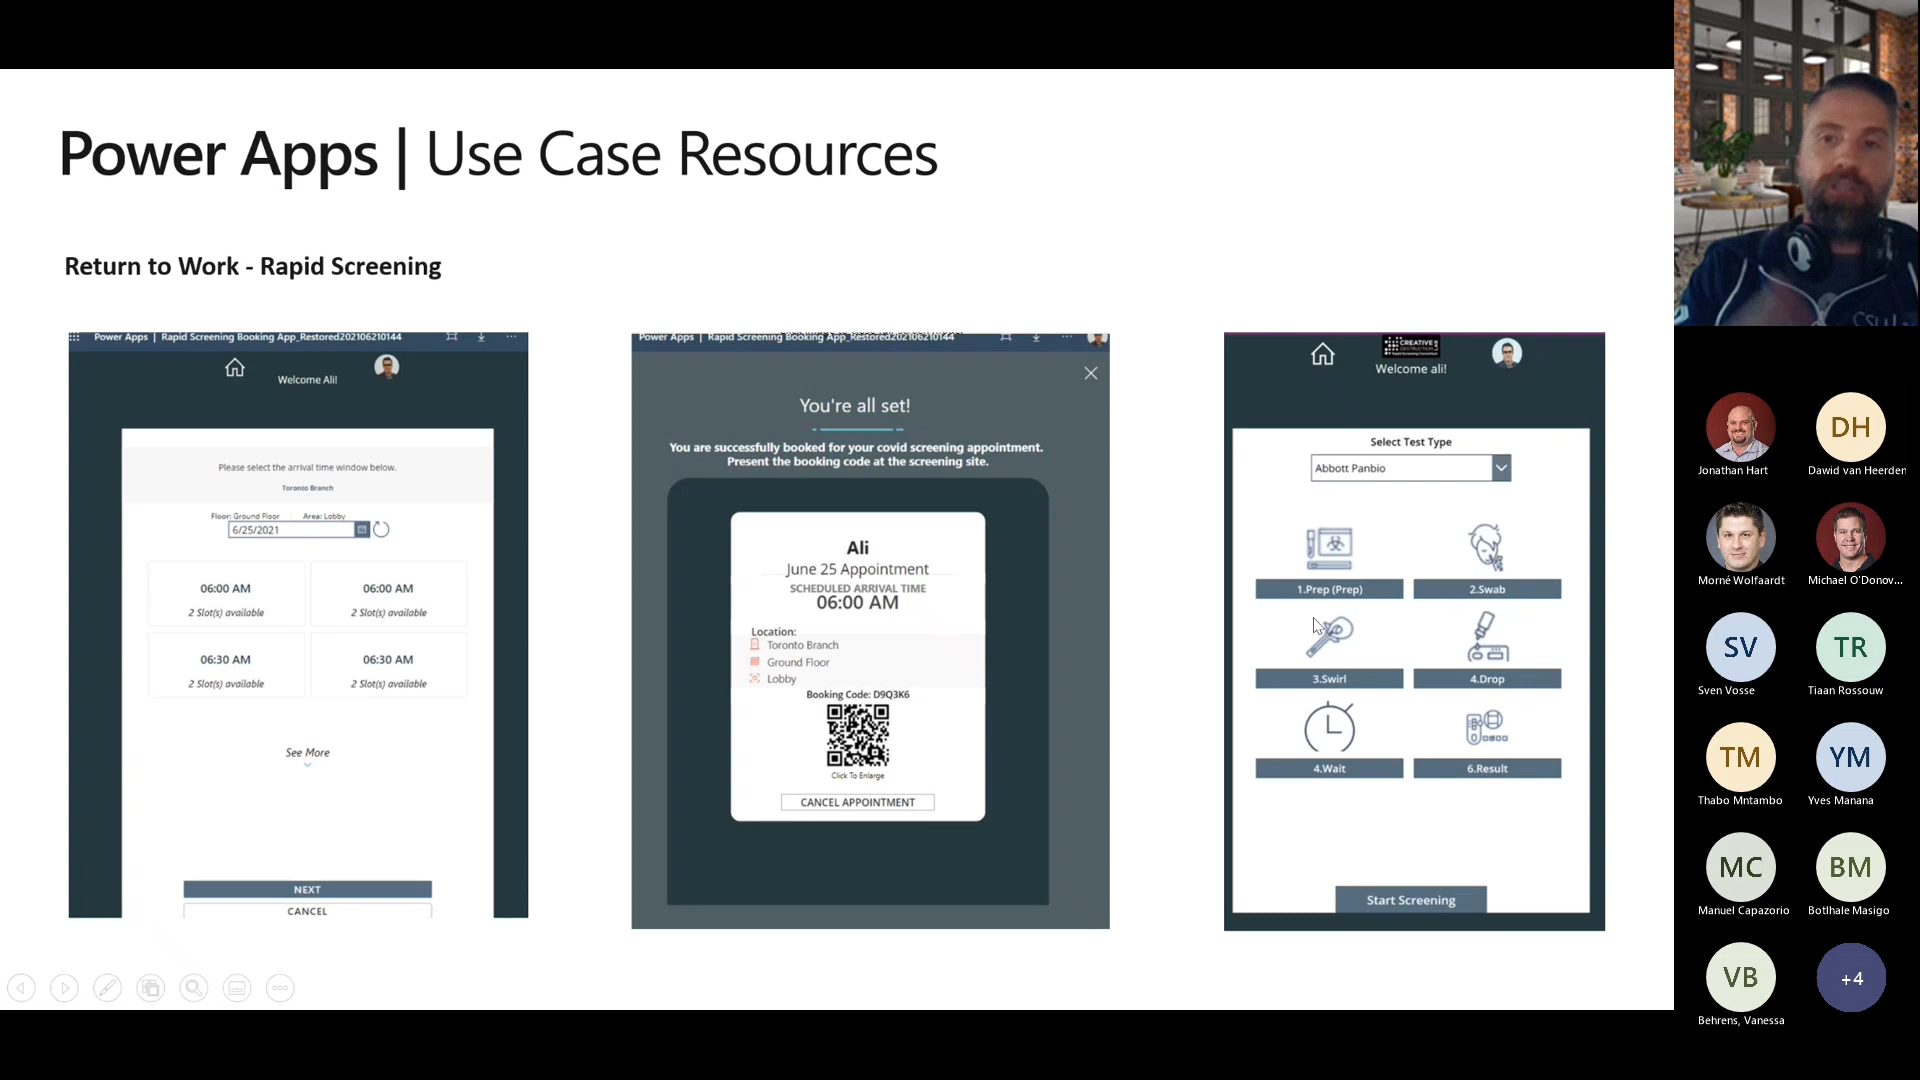 Power Apps | Use Case Resources
Return to Work - Rapid Screening
Power Apps | Rapid Screening Booking App_Restored202106210144
Welcome Ali!
Please select the arrival time window below.
Toronto Branch
Floor: Ground Floor Area: Lobby
6/25/2021
06:00 AM 06:00 AM
2 Slot(s) available 2 Slot(s) available
06:30 AM 06:30 AM
2 Slot(s) available 2 Slot(s) available
See More
NEXT
CANCEL
Power Apps | Rapid Screening Booking App_Restored202106210144
You're all set!
You are successfully booked for your covid screening appointment.
Present the booking code at the screening site.
Ali
June 25 Appointment
SCHEDULED ARRIVAL TIME
06:00 AM
Location:
Toronto Branch
Ground Floor
Lobby
Booking Code: D9Q3K6
Click To Enlarge
CANCEL APPOINTMENT
CREATIVE
DESTRUCTION
Rapid Screening Consortium
Welcome ali!
Select Test Type
Abbott Panbio
1.Prep (Prep) 2.Swab
3.Swirl 4.Drop
4.Wait 6.Result
Start Screening
Jonathan Hart
DH
Dawid van Heerden
Morné Wolfaardt
Michael O'Donov...
SV
Sven Vosse
TR
Tiaan Rossouw
TM
Thabo Mntambo
YM
Yves Manana
MC
Manuel Capazorio
BM
Botlhale Masigo
VB
Behrens, Vanessa
+4